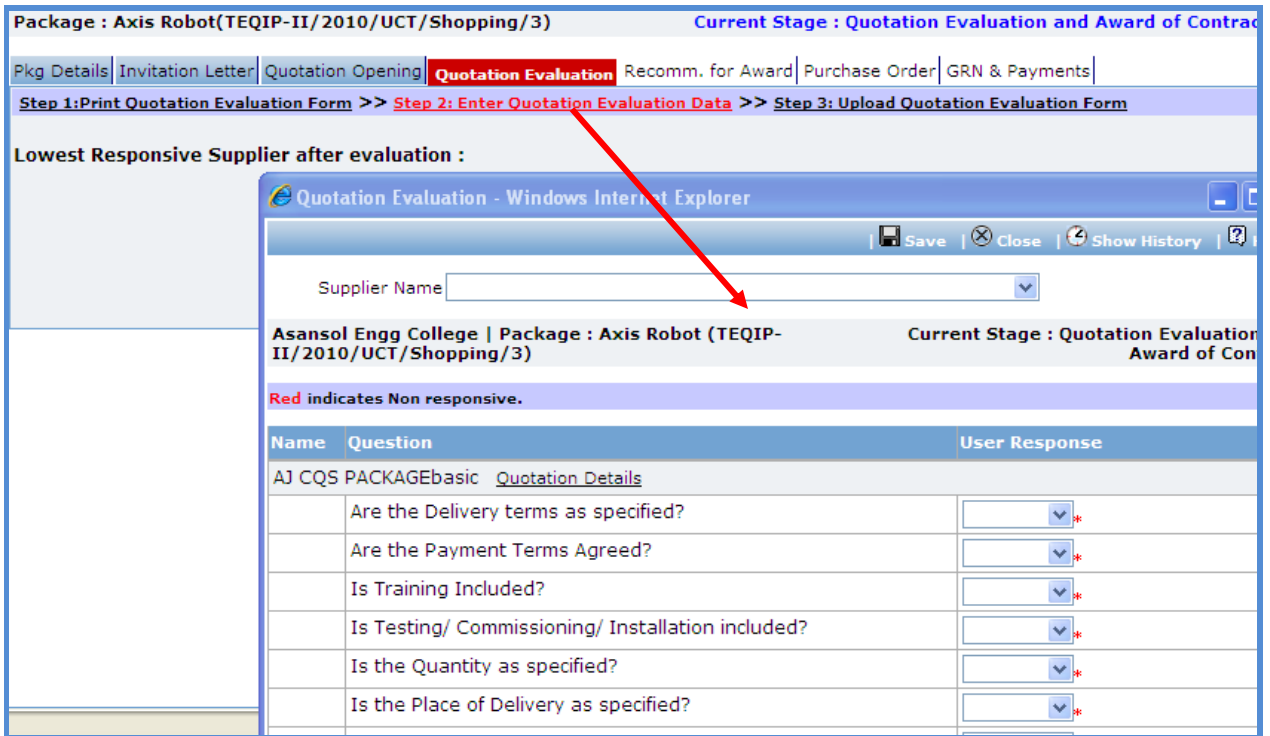 Package : Axis Robot(TEQIP-II/2010/UCT/Shopping/3) Current Stage : Quotation Evaluation and Award of Contrac
Pkg Details Invitation Letter Quotation Opening Quotation Evaluation Recomm. for Award Purchase Order GRN & Payments
Step 1:Print Quotation Evaluation Form >> Step 2: Enter Quotation Evaluation Data >> Step 3: Upload Quotation Evaluation Form
Lowest Responsive Supplier after evaluation :
Quotation Evaluation - Windows Internet Explorer
| Save | Close | Show History |
Supplier Name
Asansol Engg College | Package : Axis Robot (TEQIP- Current Stage : Quotation Evaluation
II/2010/UCT/Shopping/3) Award of Con
Red indicates Non responsive.
Name Question User Response
AJ CQS PACKAGEbasic Quotation Details
Are the Delivery terms as specified? *
Are the Payment Terms Agreed? *
Is Training Included? *
Is Testing/ Commissioning/ Installation included? *
Is the Quantity as specified? *
Is the Place of Delivery as specified? *